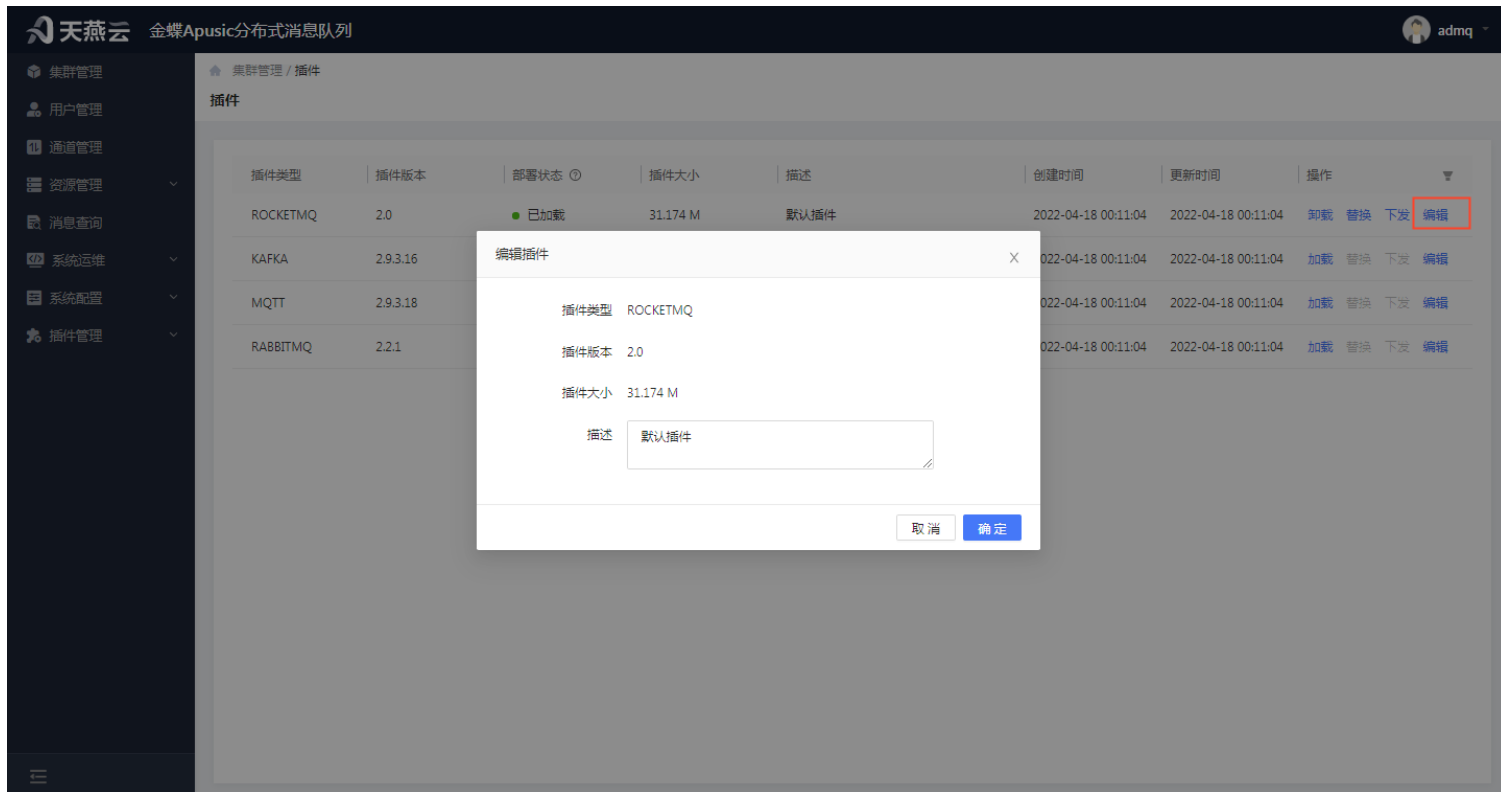 天燕云 金蝶Apusic分布式消息队列 admq
集群管理
用户管理
通道管理
资源管理
消息查询
系统运维
系统配置
插件管理
集群管理 / 插件
插件
插件类型 插件版本 部署状态 插件大小 描述 创建时间 更新时间 操作
ROCKETMQ 2.0 已加载 31.174 M 默认插件 2022-04-18 00:11:04 2022-04-18 00:11:04 卸载 替换 下发 编辑
KAFKA 2.9.3.16 022-04-18 00:11:04 2022-04-18 00:11:04 加载 替换 下发 编辑
MQTT 2.9.3.18 022-04-18 00:11:04 2022-04-18 00:11:04 加载 替换 下发 编辑
RABBITMQ 2.2.1 022-04-18 00:11:04 2022-04-18 00:11:04 加载 替换 下发 编辑
编辑插件
插件类型 ROCKETMQ
插件版本 2.0
插件大小 31.174 M
描述 默认插件
取消 确定